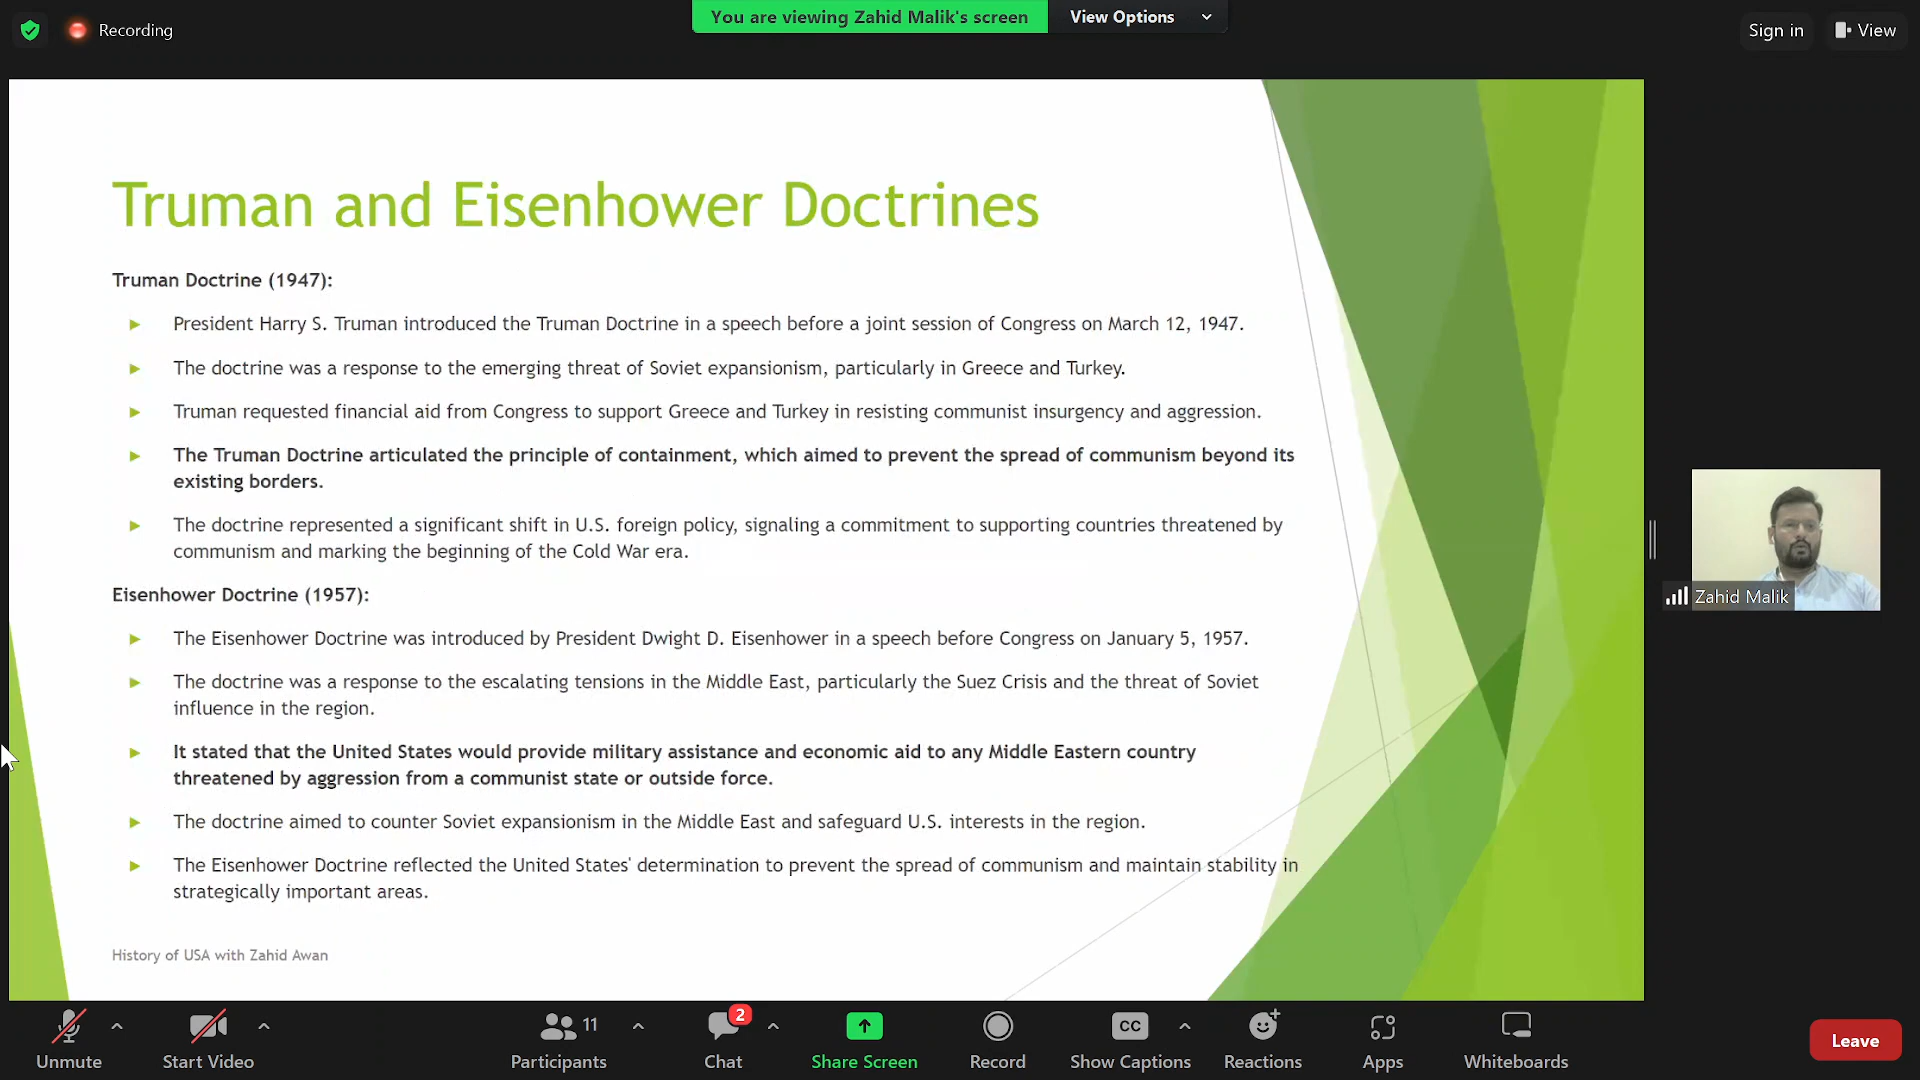 Recording
You are viewing Zahid Malik's screen
View Options
Sign in
View
Truman and Eisenhower Doctrines
Truman Doctrine (1947):
President Harry S. Truman introduced the Truman Doctrine in a speech before a joint session of Congress on March 12, 1947.
The doctrine was a response to the emerging threat of Soviet expansionism, particularly in Greece and Turkey.
Truman requested financial aid from Congress to support Greece and Turkey in resisting communist insurgency and aggression.
The Truman Doctrine articulated the principle of containment, which aimed to prevent the spread of communism beyond its
existing borders.
The doctrine represented a significant shift in U.S. foreign policy, signaling a commitment to supporting countries threatened by
communism and marking the beginning of the Cold War era.
Eisenhower Doctrine (1957):
The Eisenhower Doctrine was introduced by President Dwight D. Eisenhower in a speech before Congress on January 5, 1957.
The doctrine was a response to the escalating tensions in the Middle East, particularly the Suez Crisis and the threat of Soviet
influence in the region.
It stated that the United States would provide military assistance and economic aid to any Middle Eastern country
threatened by aggression from a communist state or outside force.
The doctrine aimed to counter Soviet expansionism in the Middle East and safeguard U.S. interests in the region.
The Eisenhower Doctrine reflected the United States' determination to prevent the spread of communism and maintain stability in
strategically important areas.
History of USA with Zahid Awan
Zahid Malik
Unmute
Start Video
11
Participants
2
Chat
Share Screen
Record
CC
Show Captions
Reactions
Apps
Whiteboards
Leave